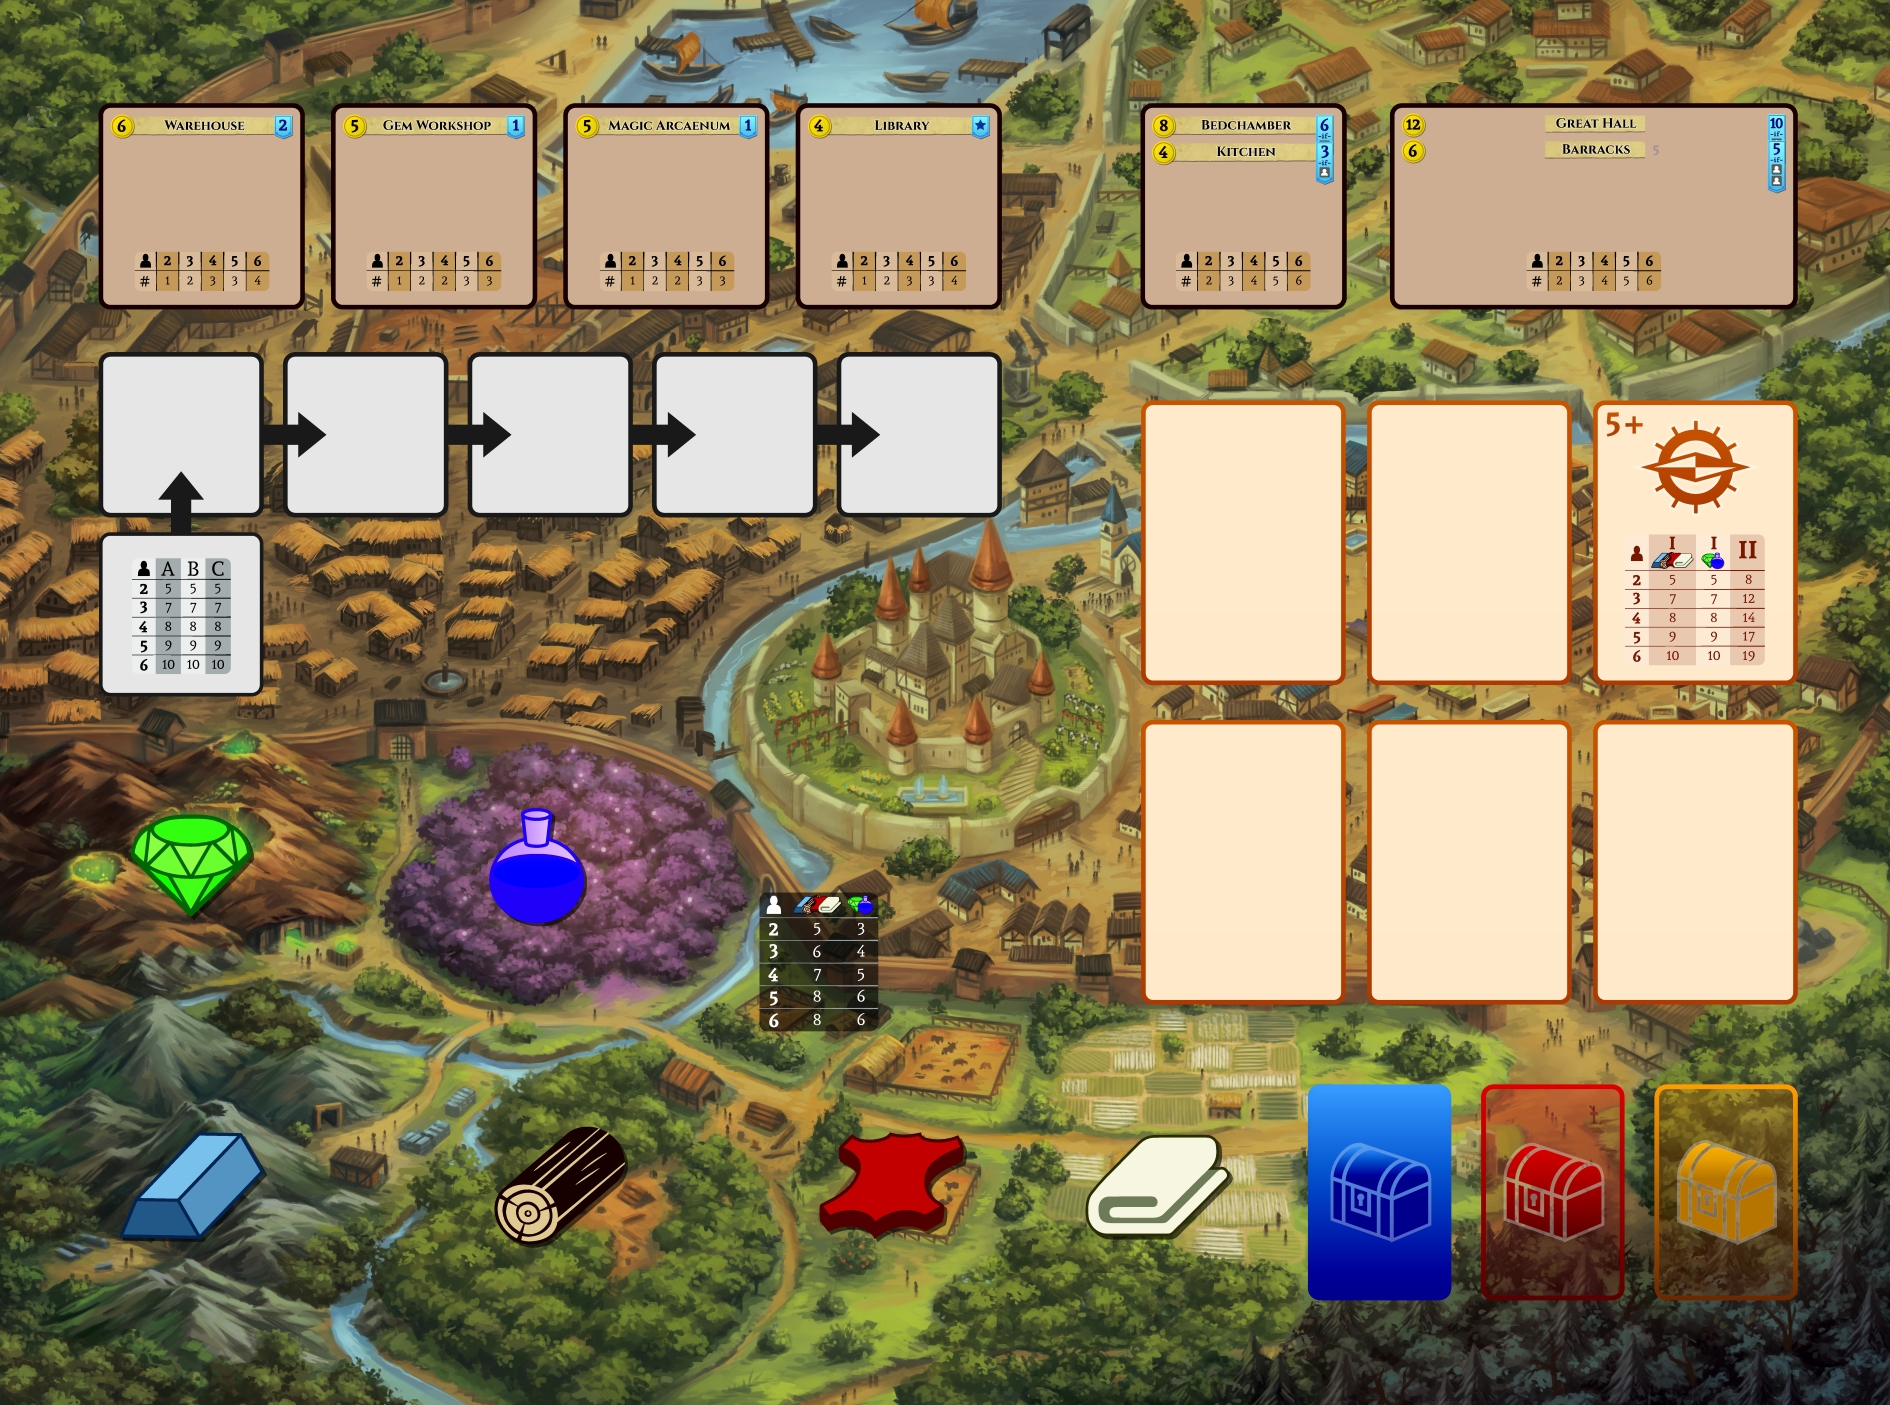 6 WAREHOUSE 2
2 3 4 5 6
# 1 2 3 3 4
5 GEM WORKSHOP 1
2 3 4 5 6
# 1 2 2 3 3
5 MAGIC ARCAENUM 1
2 3 4 5 6
# 1 2 2 3 3
4 LIBRARY
2 3 4 5 6
# 1 2 3 3 4
8 BEDCHAMBER 6
-if-
4 KITCHEN 3
-if-
2 3 4 5 6
# 2 3 4 5 6
12 GREAT HALL 10
-if-
6 BARRACKS 5 5
-if-
2 3 4 5 6
# 2 3 4 5 6
A B C
2 5 5 5
3 7 7 7
4 8 8 8
5 9 9 9
6 10 10 10
5+
I I II
2 5 5 8
3 7 7 12
4 8 8 14
5 9 9 17
6 10 10 19
2 5 3
3 6 4
4 7 5
5 8 6
6 8 6